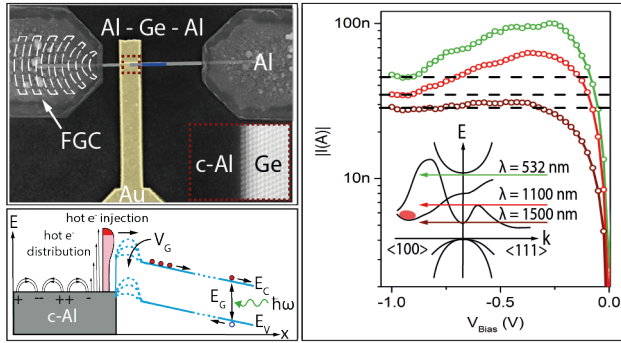 Al - Ge - Al
Al
FGC
c-Al
Ge
Au
hot e⁻ injection
E
hot e⁻
distribution
V_G
E_C
E_G
ħω
E_V
+ -- ++ -
c-Al
x
100n
10n
|I(A)|
E
λ = 532 nm
λ = 1100 nm
λ = 1500 nm
k
<100>
<111>
-1.0
-0.5
0.0
V_Bias (V)